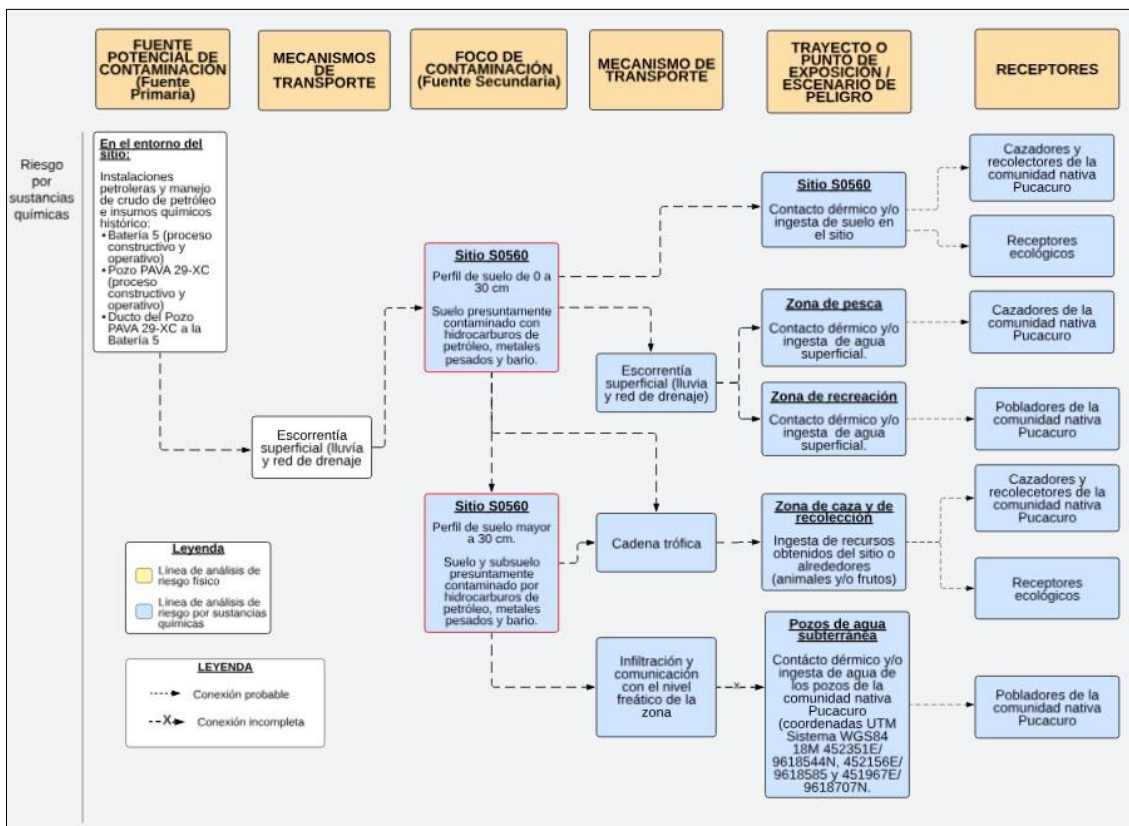 FUENTE
POTENCIAL DE
CONTAMINACIÓN
(Fuente
Primaria)
MECANISMOS
DE
TRANSPORTE
FOCO DE
CONTAMINACIÓN
(Fuente Secundaria)
MECANISMO DE
TRANSPORTE
TRAYECTO O
PUNTO DE
EXPOSICIÓN /
ESCENARIO DE
PELIGRO
RECEPTORES
Riesgo
por
sustancias
químicas
En el entorno del
sitio:
Instalaciones
petroleras y manejo
de crudo de petróleo
e insumos químicos
histórico:
• Batería 5 (proceso
constructivo y
operativo)
• Pozo PAVA 29-XC
(proceso
constructivo y
operativo)
• Ducto del Pozo
PAVA 29-XC a la
Batería 5
Escorrentía
superficial (lluvía
y red de drenaje
Sitio S0560
Perfil de suelo de 0 a
30 cm
Suelo presuntamente
contaminado con
hidrocarburos de
petróleo, metales
pesados y bario.
Sitio S0560
Perfil de suelo mayor
a 30 cm.
Suelo y subsuelo
presuntamente
contaminado por
hidrocarburos de
petróleo, metales
pesados y bario.
Escorrentía
superficial (lluvia
y red de drenaje)
Cadena trófica
Infiltración y
comunicación
con el nivel
freático de la
zona
Sitio S0560
Contacto dérmico y/o
ingesta de suelo en
el sitio
Zona de pesca
Contacto dérmico y/o
ingesta de agua
superficial.
Zona de recreación
Contacto dérmico y/o
ingesta de agua
superficial.
Zona de caza y de
recolección
Ingesta de recursos
obtenidos del sitio o
alrededores
(animales y/o frutos)
x
Pozos de agua
subterránea
Contácto dérmico y/o
ingesta de agua de
los pozos de la
comunidad nativa
Pucacuro
(coordenadas UTM
Sistema WGS84
18M 452351E/
9618544N, 452156E/
9618585 y 451967E/
9618707N.
Cazadores y
recolectores de la
comunidad nativa
Pucacuro
Receptores
ecológicos
Cazadores de la
comunidad nativa
Pucacuro
Pobladores de la
comunidad nativa
Pucacuro
Cazadores y
recolecetores de la
comunidad nativa
Pucacuro
Receptores
ecológicos
Pobladores de la
comunidad nativa
Pucacuro
Leyenda
Línea de análisis de
riesgo físico
Línea de análisis de
riesgo por sustancias
químicas
LEYENDA
Conexión probable
X
Conexión incompleta